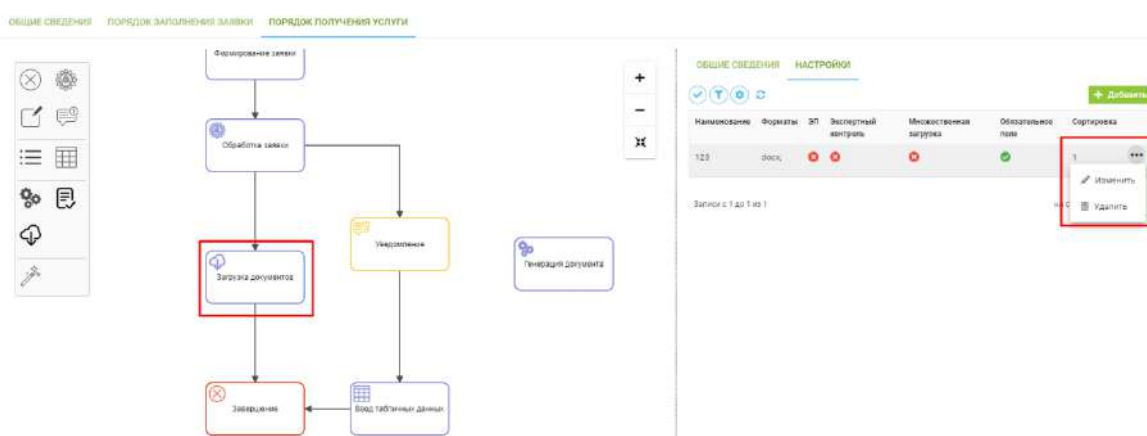 ОБЩИЕ СВЕДЕНИЯ ПОРЯДОК ЗАПОЛНЕНИЯ ЗАЯВКИ ПОРЯДОК ПОЛУЧЕНИЯ УСЛУГИ
Формирование заявки
Обработка заявки
Уведомление
Загрузка документов
Генерация документа
Завершение
Ввод табличных данных
ОБЩИЕ СВЕДЕНИЯ НАСТРОЙКИ
+ Добавить
Наименование Форматы ЭП Экспертный контроль Множественная загрузка Обязательное поле Сортировка
123 docx; 1
Изменить
Удалить
Записи с 1 до 1 из 1